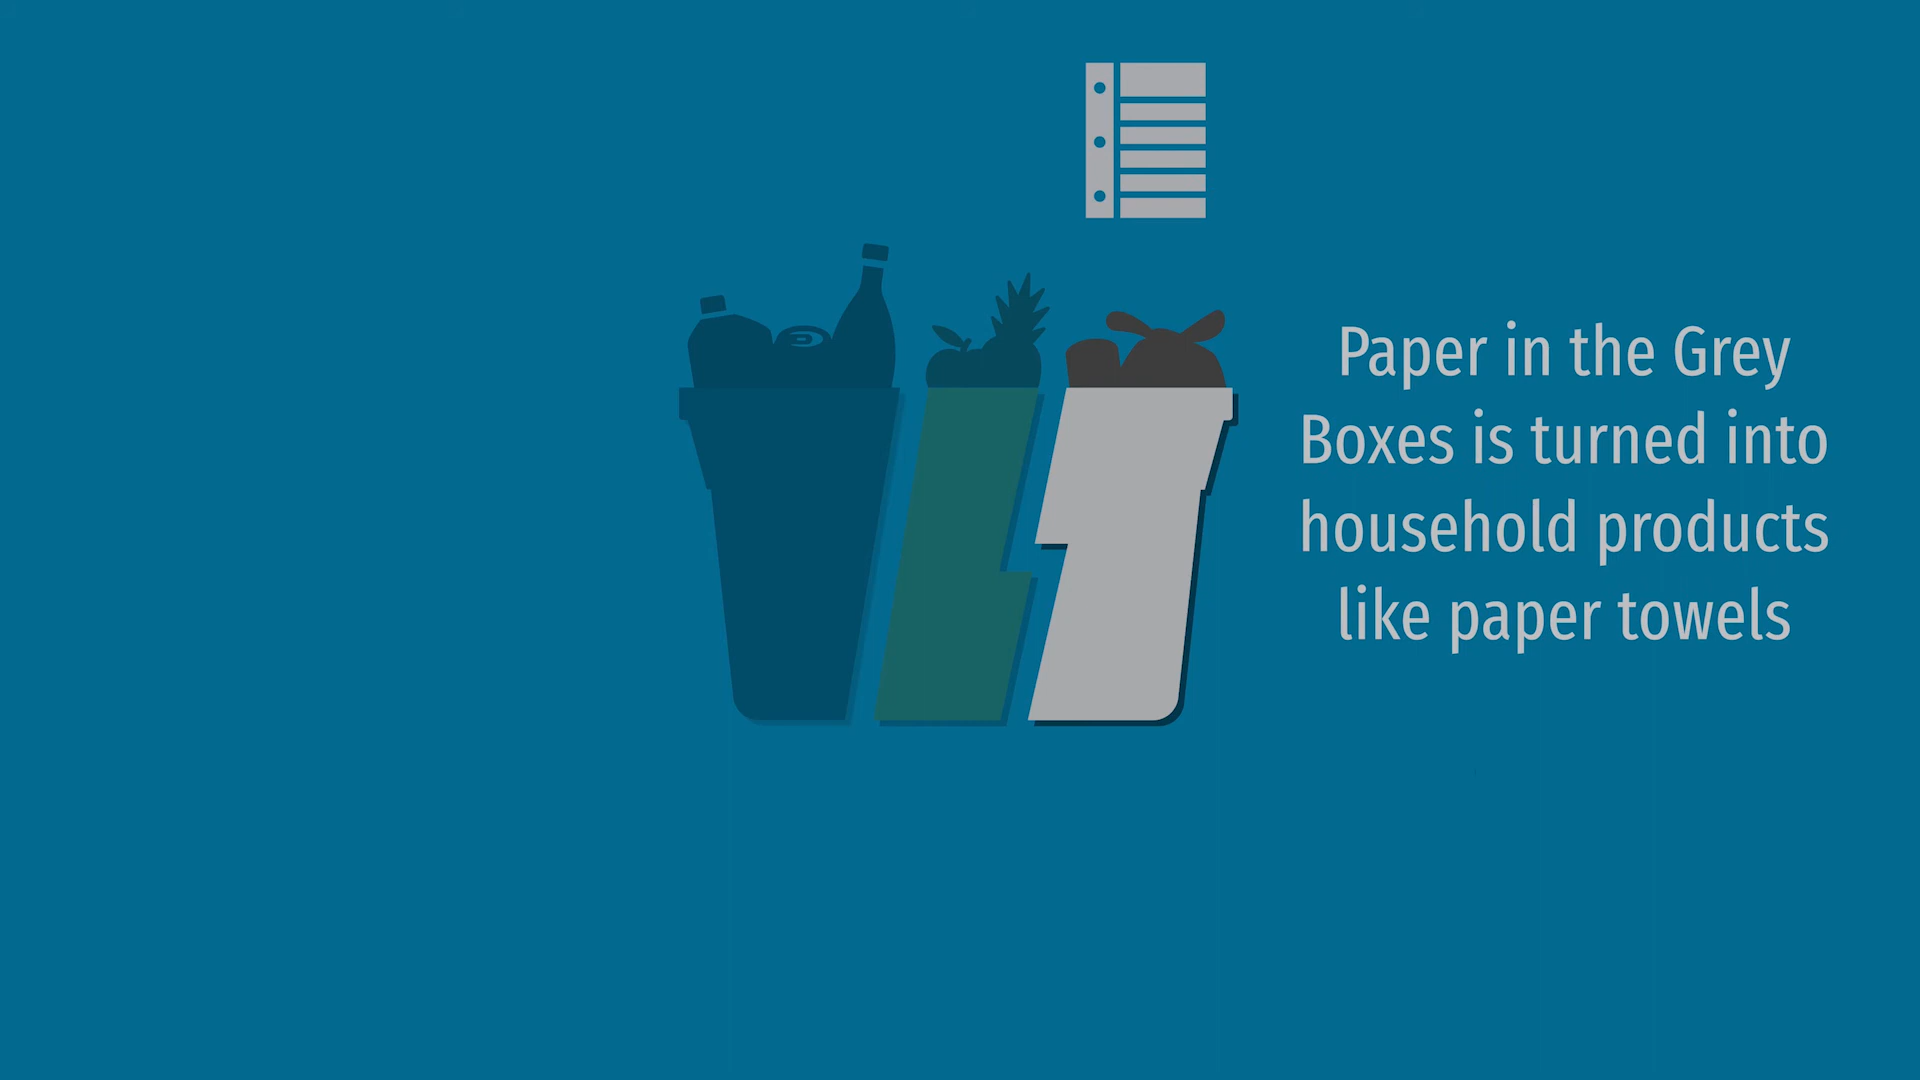 Paper in the Grey
Boxes is turned into
household products
like paper towels